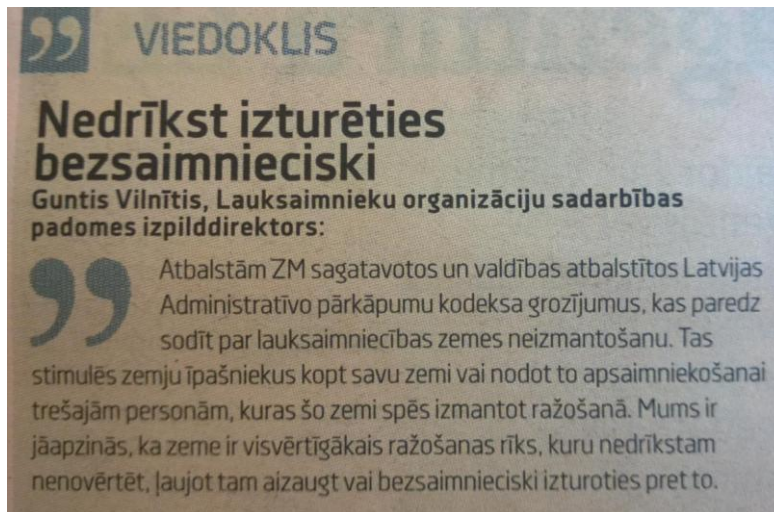 VIEDOKLIS
Nedrīkst izturēties
bezsaimnieciski
Guntis Vilnītis, Lauksaimnieku organizāciju sadarbības
padomes izpilddirektors:
Atbalstām ZM sagatavotos un valdības atbalstītos Latvijas
Administratīvo pārkāpumu kodeksa grozījumus, kas paredz
sodīt par lauksaimniecības zemes neizmantošanu. Tas
stimulēs zemju īpašniekus kopt savu zemi vai nodot to apsaimniekošanai
trešajām personām, kuras šo zemi spēs izmantot ražošanā. Mums ir
jāapzinās, ka zeme ir visvērtīgākais ražošanas rīks, kuru nedrīkstam
nenovērtēt, ļaujot tam aizaugt vai bezsaimnieciski izturoties pret to.